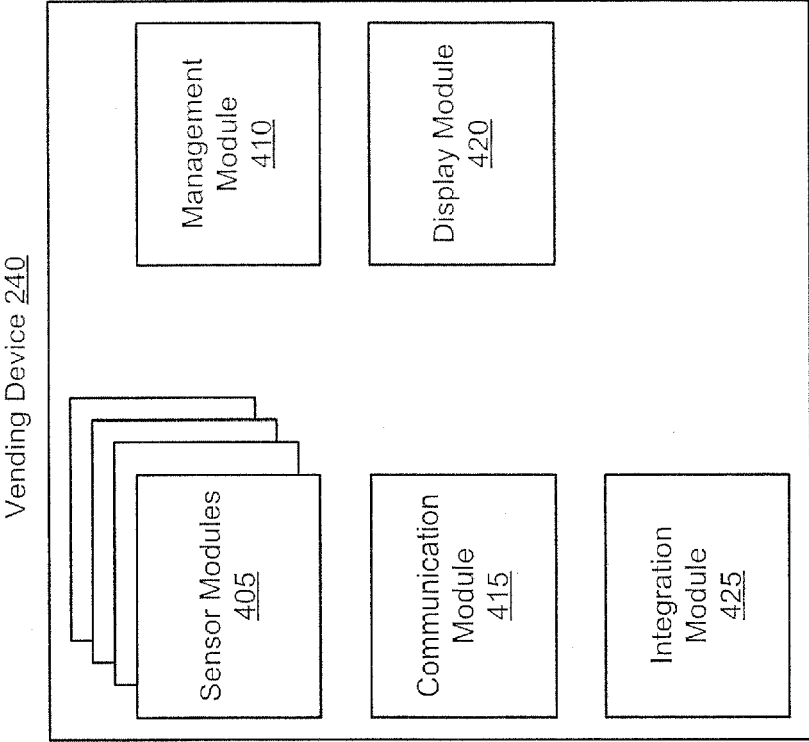 Vending Device 240
Sensor Modules
405
Management
Module
410
Communication
Module
415
Display Module
420
Integration
Module
425